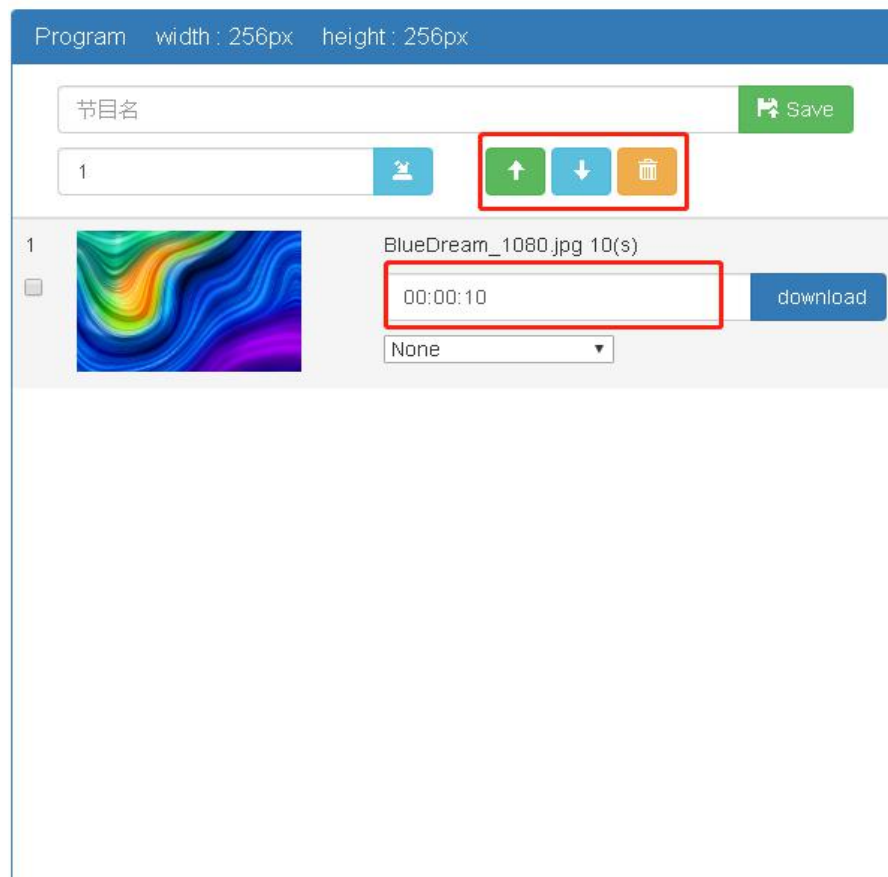 Program width : 256px height : 256px
节目名 Save
1
1 BlueDream_1080.jpg 10(s)
00:00:10 download
None